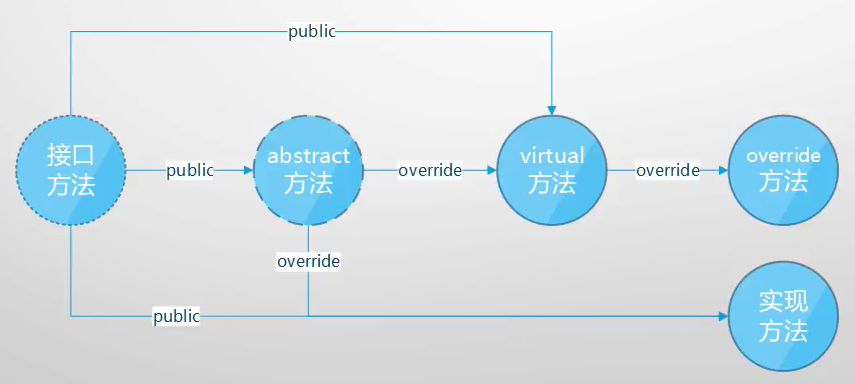 public
接口
方法
public
abstract
方法
override
virtual
方法
override
override
方法
override
public
实现
方法